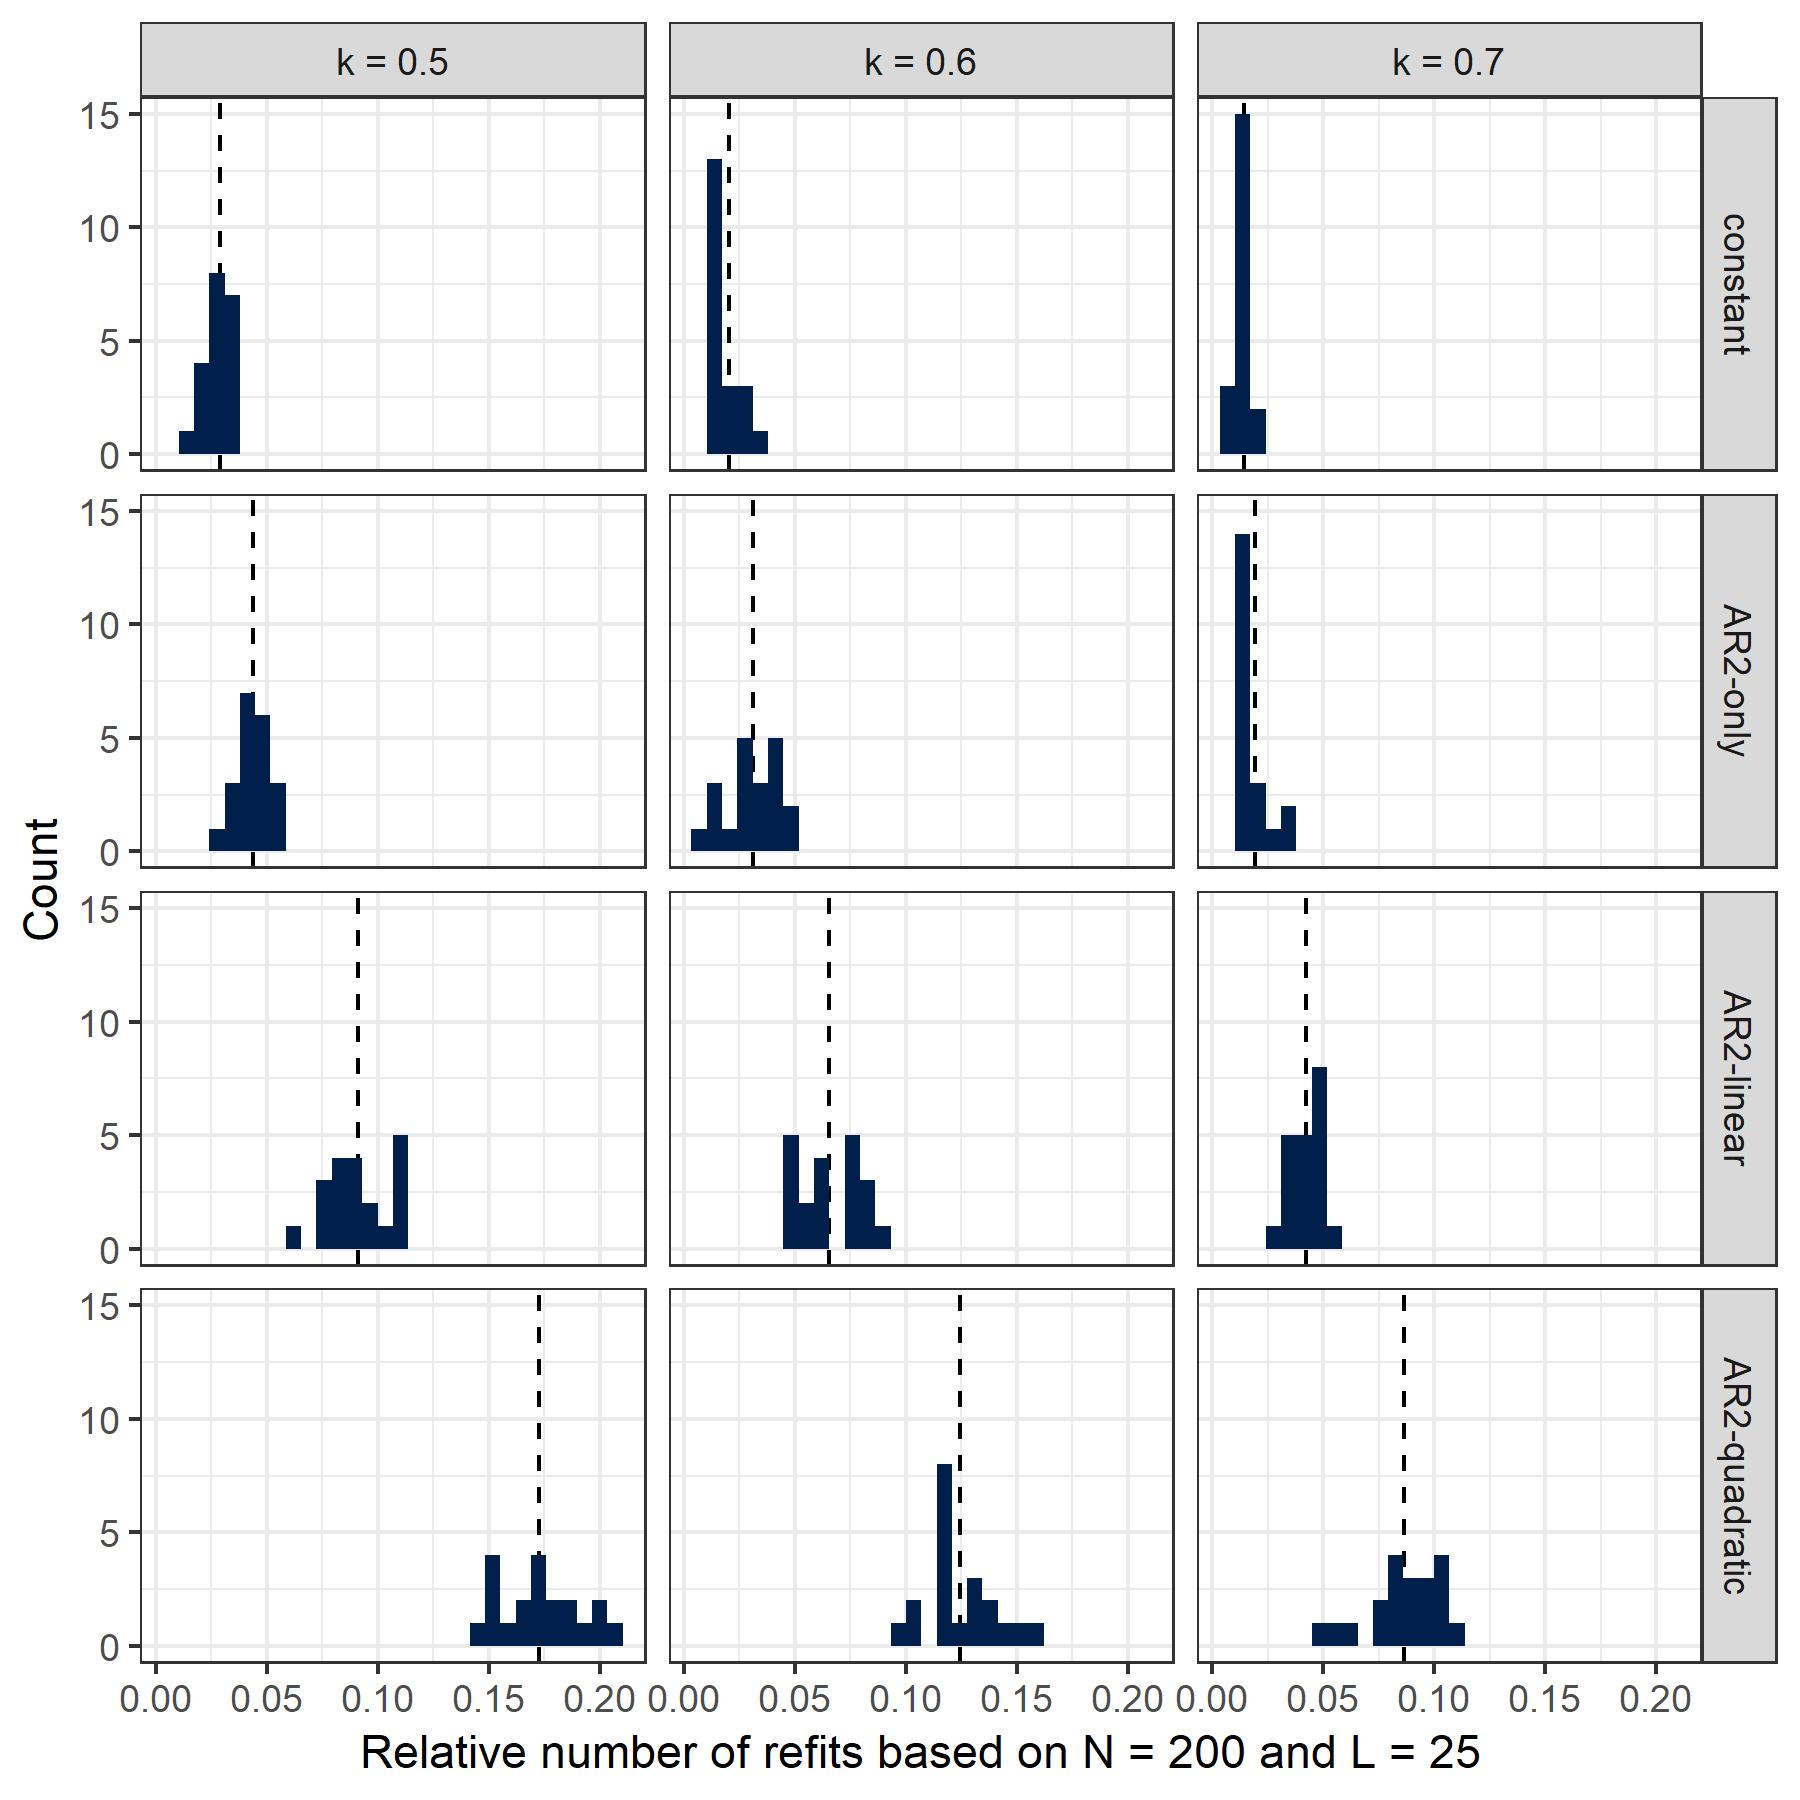 k = 0.5
k = 0.6
k = 0.7
15
10
5
0
constant
15
10
5
0
AR2-only
Count
15
10
5
0
AR2-linear
15
10
5
0
AR2-quadratic
0.00 0.05 0.10 0.15 0.20 0.00 0.05 0.10 0.15 0.20 0.00 0.05 0.10 0.15 0.20
Relative number of refits based on N = 200 and L = 25